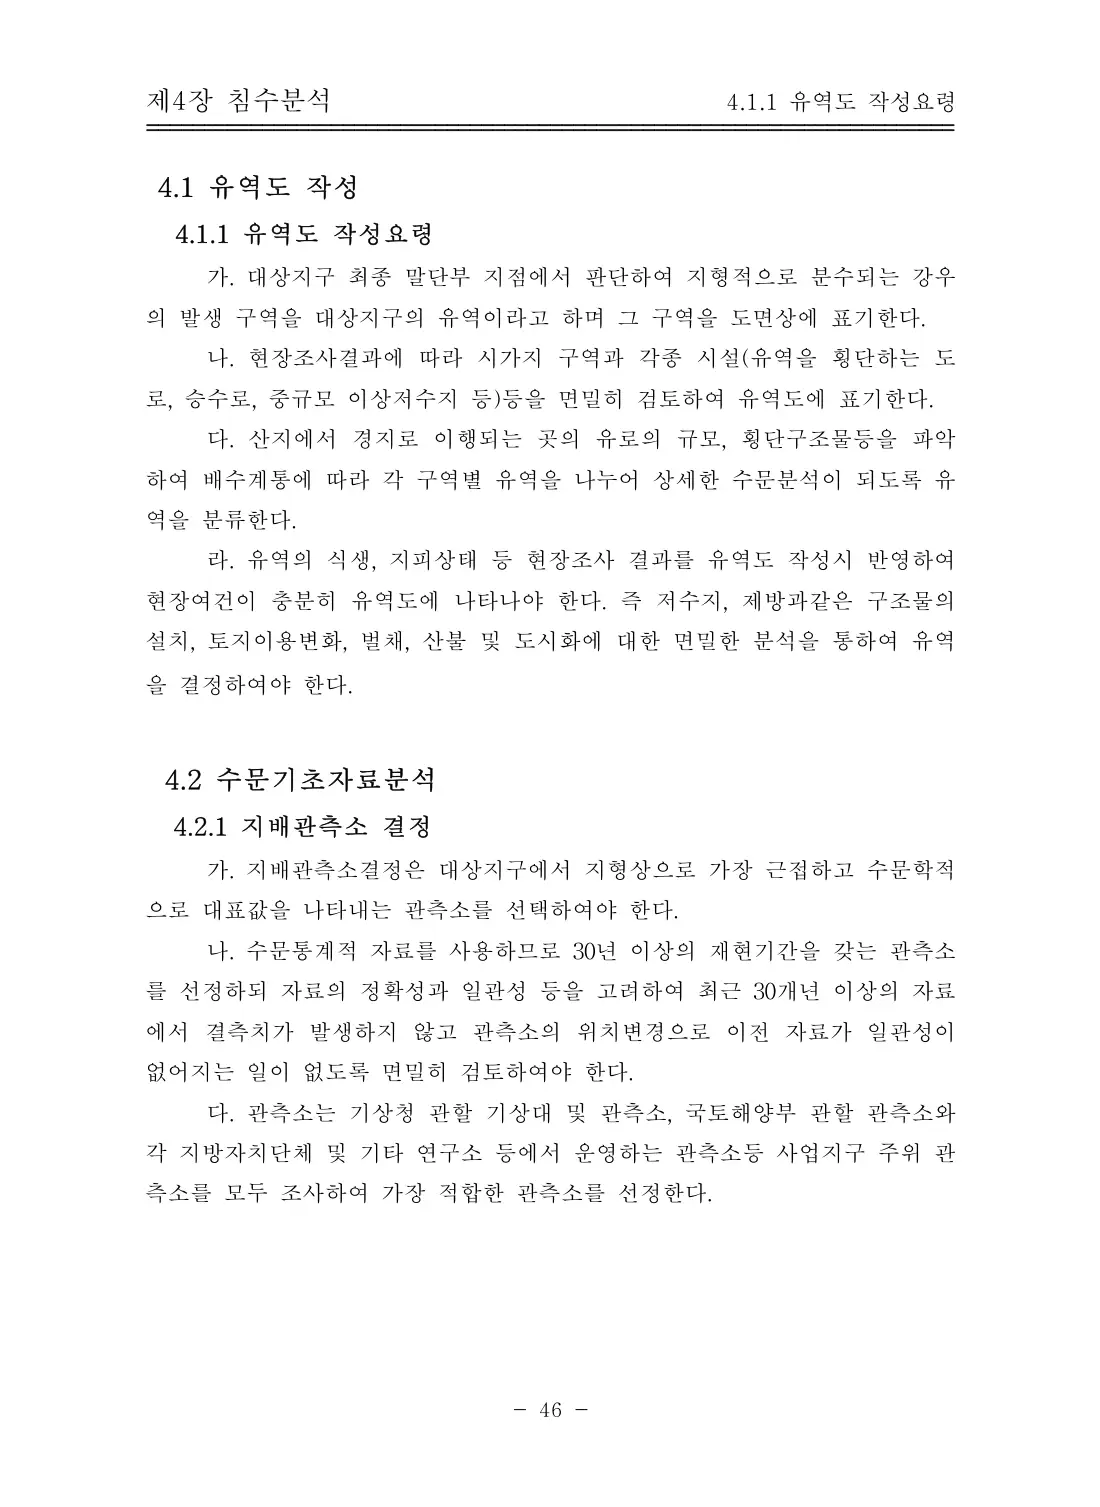 제4장 침수분석
4.1.1 유역도 작성요령
4.1 유역도 작성
4.1.1 유역도 작성요령
가. 대상지구 최종 말단부 지점에서 판단하여 지형적으로 분수되는 강우
의 발생 구역을 대상지구의 유역이라고 하며 그 구역을 도면상에 표기한다.
나. 현장조사결과에 따라 시가지 구역과 각종 시설(유역을 횡단하는 도
로, 승수로, 중규모 이상저수지 등)등을 면밀히 검토하여 유역도에 표기한다.
다. 산지에서 경지로 이행되는 곳의 유로의 규모, 횡단구조물등을 파악
하여 배수계통에 따라 각 구역별 유역을 나누어 상세한 수문분석이 되도록 유
역을 분류한다.
라. 유역의 식생, 지피상태 등 현장조사 결과를 유역도 작성시 반영하여
현장여건이 충분히 유역도에 나타나야 한다. 즉 저수지, 제방과같은 구조물의
설치, 토지이용변화, 벌채, 산불 및 도시화에 대한 면밀한 분석을 통하여 유역
을 결정하여야 한다.
4.2 수문기초자료분석
4.2.1 지배관측소 결정
가. 지배관측소결정은 대상지구에서 지형상으로 가장 근접하고 수문학적
으로 대표값을 나타내는 관측소를 선택하여야 한다.
나. 수문통계적 자료를 사용하므로 30년 이상의 재현기간을 갖는 관측소
를 선정하되 자료의 정확성과 일관성 등을 고려하여 최근 30개년 이상의 자료
에서 결측치가 발생하지 않고 관측소의 위치변경으로 이전 자료가 일관성이
없어지는 일이 없도록 면밀히 검토하여야 한다.
다. 관측소는 기상청 관할 기상대 및 관측소, 국토해양부 관할 관측소와
각 지방자치단체 및 기타 연구소 등에서 운영하는 관측소등 사업지구 주위 관
측소를 모두 조사하여 가장 적합한 관측소를 선정한다.
- 46 -